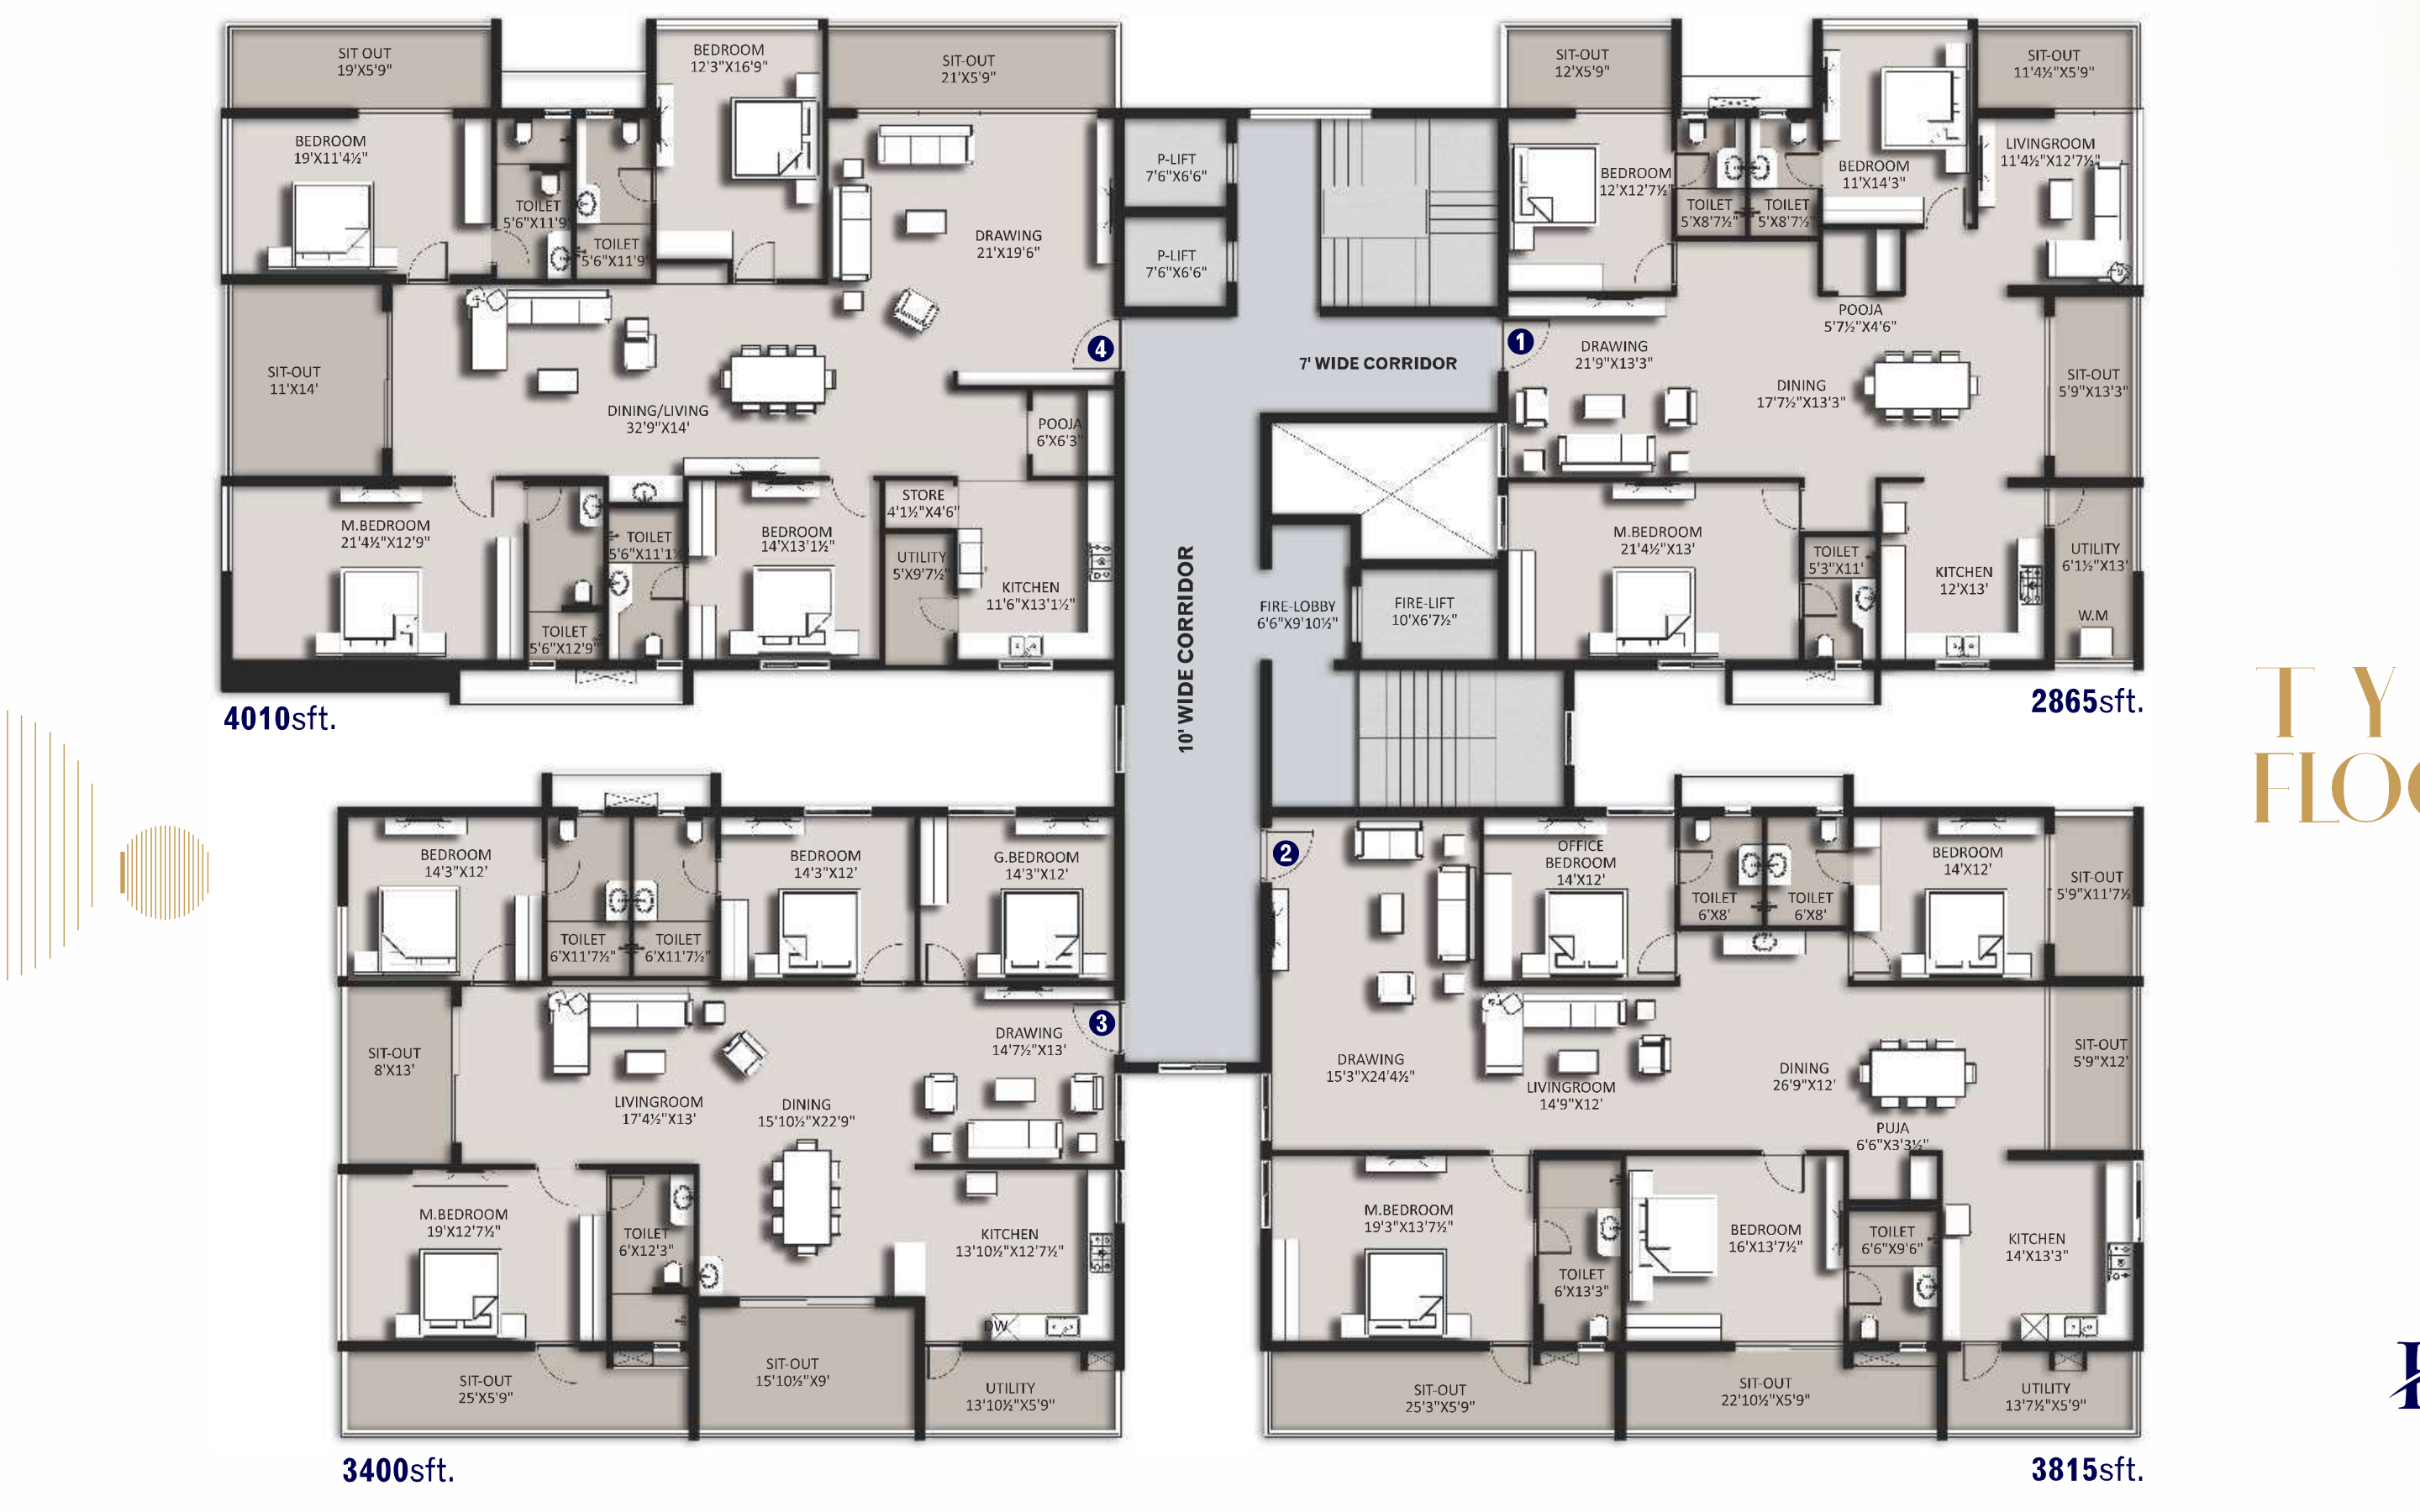 SIT OUT
19'X5'9"
BEDROOM
12'3"X16'9"
SIT-OUT
21'X5'9"
BEDROOM
19'X11'4½"
TOILET
5'6"X11'9"
TOILET
5'6"X11'9"
DRAWING
21'X19'6"
SIT-OUT
11'X14'
DINING/LIVING
32'9"X14'
4
POOJA
6'X6'3"
M.BEDROOM
21'4½"X12'9"
TOILET
5'6"X12'9"
TOILET
5'6"X11'1½
BEDROOM
14'X13'1½"
STORE
4'1½"X4'6"
UTILITY
5'X9'7½"
KITCHEN
11'6"X13'1½"
4010sft.
P-LIFT
7'6"X6'6"
P-LIFT
7'6"X6'6"
7' WIDE CORRIDOR
10' WIDE CORRIDOR
FIRE-LOBBY
6'6"X9'10½"
FIRE-LIFT
10'X6'7½"
SIT-OUT
12'X5'9"
SIT-OUT
11'4½"X5'9"
BEDROOM
12'X12'7½"
TOILET
5'X8'7½"
TOILET
5'X8'7½"
BEDROOM
11'X14'3"
LIVINGROOM
11'4½"X12'7½"
POOJA
5'7½"X4'6"
1
DRAWING
21'9"X13'3"
DINING
17'7½"X13'3"
SIT-OUT
5'9"X13'3"
M.BEDROOM
21'4½"X13'
TOILET
5'3"X11'
KITCHEN
12'X13'
UTILITY
6'1½"X13'
W.M
2865sft.
TY
FLO
BEDROOM
14'3"X12'
TOILET
6'X11'7½"
TOILET
6'X11'7½"
BEDROOM
14'3"X12'
G.BEDROOM
14'3"X12'
SIT-OUT
8'X13'
LIVINGROOM
17'4½"X13'
DINING
15'10½"X22'9"
DRAWING
14'7½"X13'
3
M.BEDROOM
19'X12'7½"
TOILET
6'X12'3"
KITCHEN
13'10½"X12'7½"
DW
SIT-OUT
25'X5'9"
SIT-OUT
15'10½"X9'
UTILITY
13'10½"X5'9"
3400sft.
2
OFFICE
BEDROOM
14'X12'
TOILET
6'X8'
TOILET
6'X8'
BEDROOM
14'X12'
SIT-OUT
5'9"X11'7½
DRAWING
15'3"X24'4½"
LIVINGROOM
14'9"X12'
DINING
26'9"X12'
SIT-OUT
5'9"X12'
PUJA
6'6"X3'3½"
M.BEDROOM
19'3"X13'7½"
TOILET
6'X13'3"
BEDROOM
16'X13'7½"
TOILET
6'6"X9'6"
KITCHEN
14'X13'3"
SIT-OUT
25'3"X5'9"
SIT-OUT
22'10½"X5'9"
UTILITY
13'7½"X5'9"
3815sft.